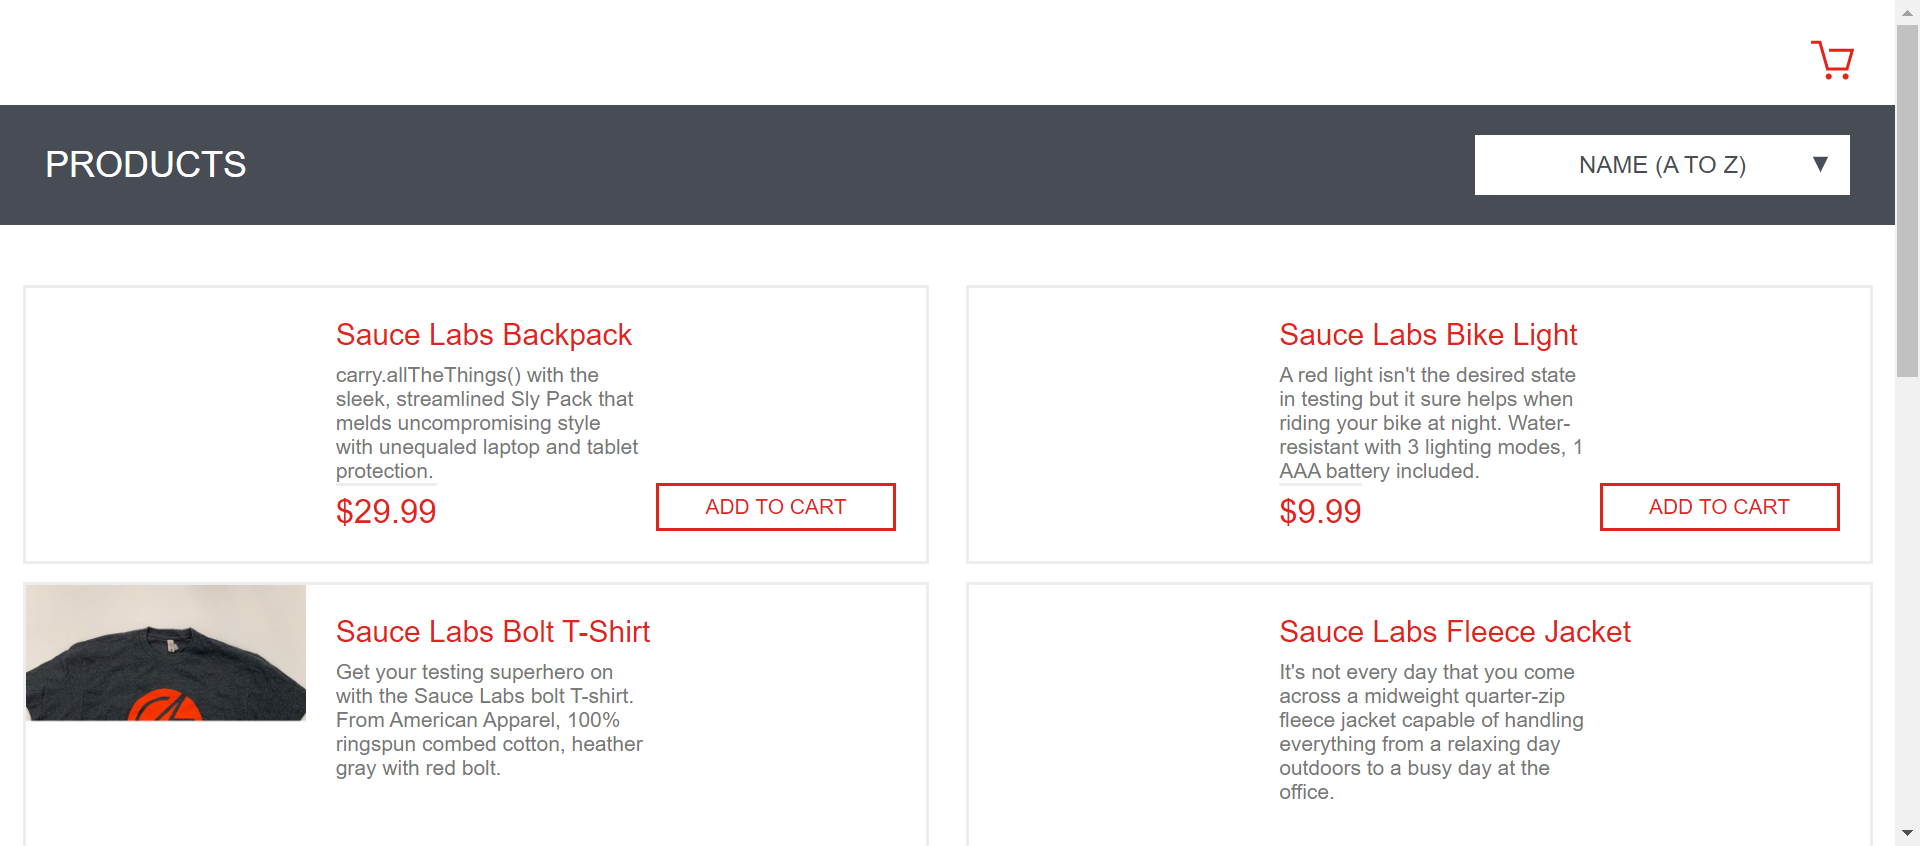 PRODUCTS
NAME (A TO Z)
Sauce Labs Backpack
carry.allTheThings() with the
sleek, streamlined Sly Pack that
melds uncompromising style
with unequaled laptop and tablet
protection.
$29.99
ADD TO CART
Sauce Labs Bike Light
A red light isn't the desired state
in testing but it sure helps when
riding your bike at night. Water-
resistant with 3 lighting modes, 1
AAA battery included.
$9.99
ADD TO CART
Sauce Labs Bolt T-Shirt
Get your testing superhero on
with the Sauce Labs bolt T-shirt.
From American Apparel, 100%
ringspun combed cotton, heather
gray with red bolt.
Sauce Labs Fleece Jacket
It's not every day that you come
across a midweight quarter-zip
fleece jacket capable of handling
everything from a relaxing day
outdoors to a busy day at the
office.